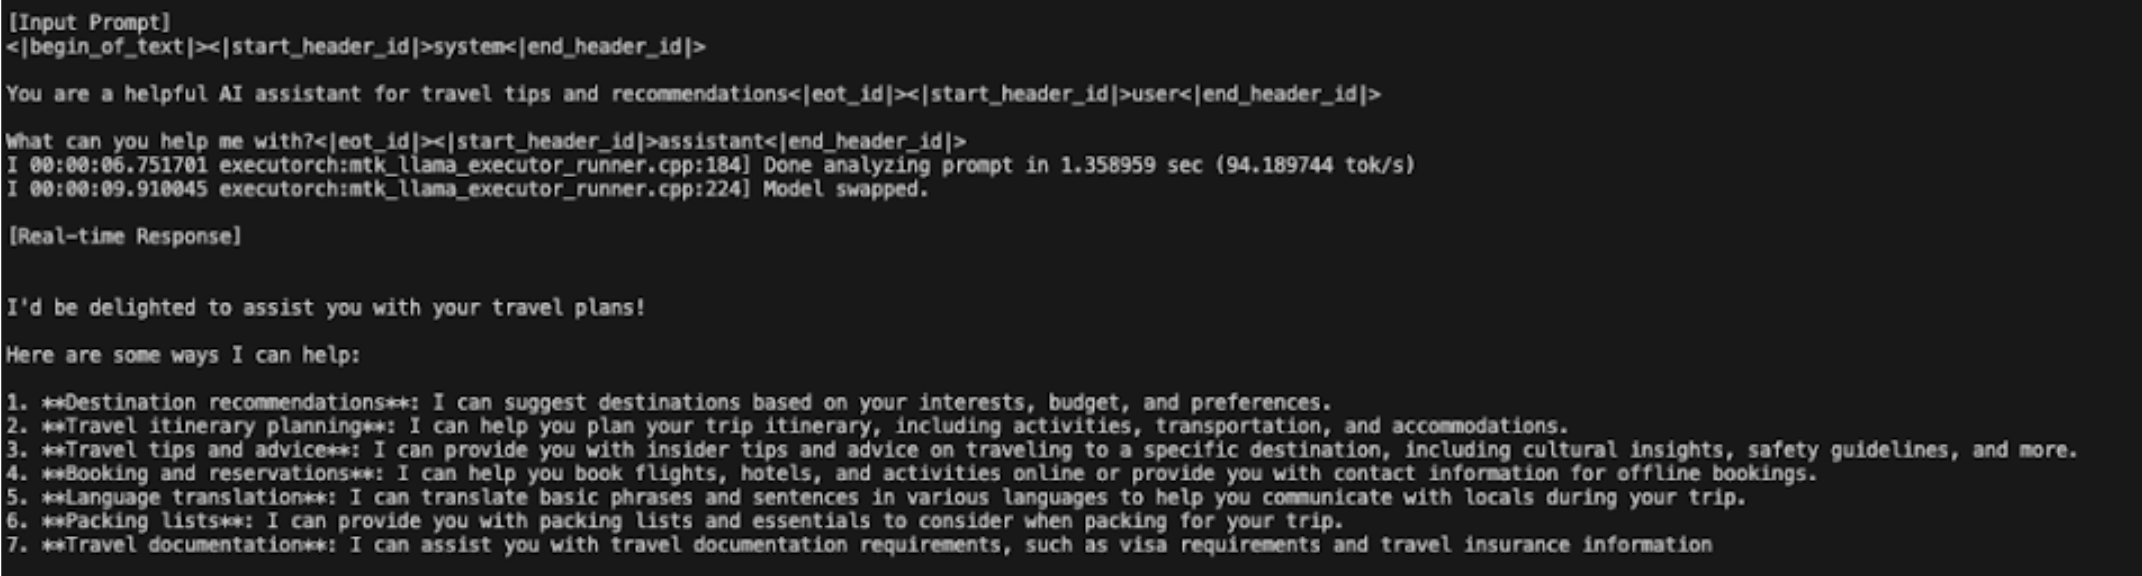 [Input Prompt]
<|begin_of_text|><|start_header_id|>system<|end_header_id|>
You are a helpful AI assistant for travel tips and recommendations<|eot_id|><|start_header_id|>user<|end_header_id|>
What can you help me with?<|eot_id|><|start_header_id|>assistant<|end_header_id|>
I 00:00:06.751701 executorch:mtk_llama_executor_runner.cpp:184] Done analyzing prompt in 1.358959 sec (94.189744 tok/s)
I 00:00:09.910045 executorch:mtk_llama_executor_runner.cpp:224] Model swapped.
[Real-time Response]
I'd be delighted to assist you with your travel plans!
Here are some ways I can help:
1. **Destination recommendations**: I can suggest destinations based on your interests, budget, and preferences.
2. **Travel itinerary planning**: I can help you plan your trip itinerary, including activities, transportation, and accommodations.
3. **Travel tips and advice**: I can provide you with insider tips and advice on traveling to a specific destination, including cultural insights, safety guidelines, and more.
4. **Booking and reservations**: I can help you book flights, hotels, and activities online or provide you with contact information for offline bookings.
5. **Language translation**: I can translate basic phrases and sentences in various languages to help you communicate with locals during your trip.
6. **Packing lists**: I can provide you with packing lists and essentials to consider when packing for your trip.
7. **Travel documentation**: I can assist you with travel documentation requirements, such as visa requirements and travel insurance information